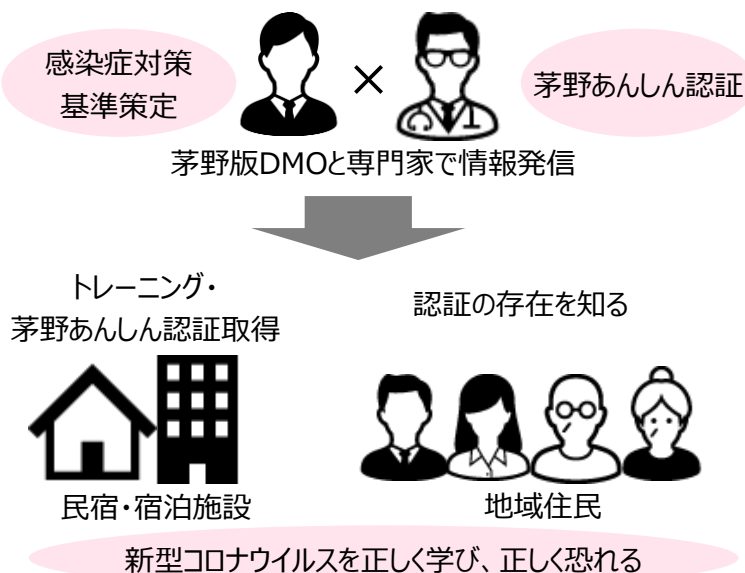 感染症対策
基準策定
×
茅野あんしん認証
茅野版DMOと専門家で情報発信
トレーニング・
茅野あんしん認証取得
認証の存在を知る
民宿・宿泊施設
地域住民
新型コロナウイルスを正しく学び、正しく恐れる